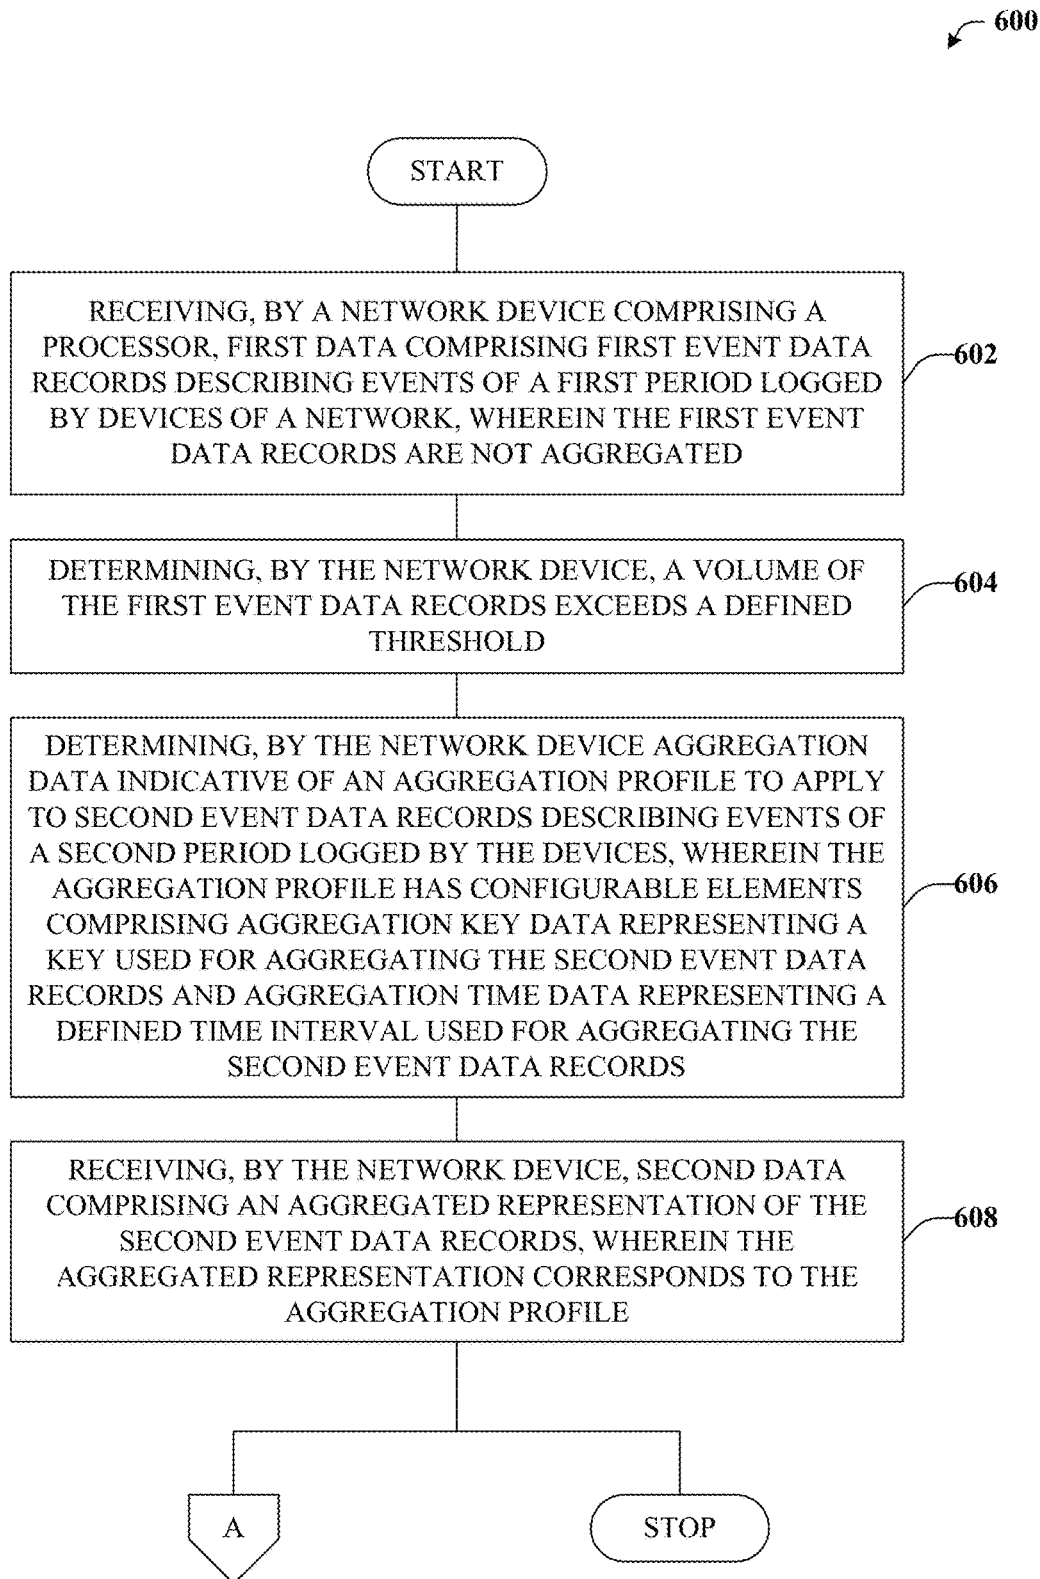 600
START
RECEIVING, BY A NETWORK DEVICE COMPRISING A
PROCESSOR, FIRST DATA COMPRISING FIRST EVENT DATA
RECORDS DESCRIBING EVENTS OF A FIRST PERIOD LOGGED
BY DEVICES OF A NETWORK, WHEREIN THE FIRST EVENT
DATA RECORDS ARE NOT AGGREGATED
602
DETERMINING, BY THE NETWORK DEVICE, A VOLUME OF
THE FIRST EVENT DATA RECORDS EXCEEDS A DEFINED
THRESHOLD
604
DETERMINING, BY THE NETWORK DEVICE AGGREGATION
DATA INDICATIVE OF AN AGGREGATION PROFILE TO APPLY
TO SECOND EVENT DATA RECORDS DESCRIBING EVENTS OF
A SECOND PERIOD LOGGED BY THE DEVICES, WHEREIN THE
AGGREGATION PROFILE HAS CONFIGURABLE ELEMENTS
COMPRISING AGGREGATION KEY DATA REPRESENTING A
KEY USED FOR AGGREGATING THE SECOND EVENT DATA
RECORDS AND AGGREGATION TIME DATA REPRESENTING A
DEFINED TIME INTERVAL USED FOR AGGREGATING THE
SECOND EVENT DATA RECORDS
606
RECEIVING, BY THE NETWORK DEVICE, SECOND DATA
COMPRISING AN AGGREGATED REPRESENTATION OF THE
SECOND EVENT DATA RECORDS, WHEREIN THE
AGGREGATED REPRESENTATION CORRESPONDS TO THE
AGGREGATION PROFILE
608
A
STOP